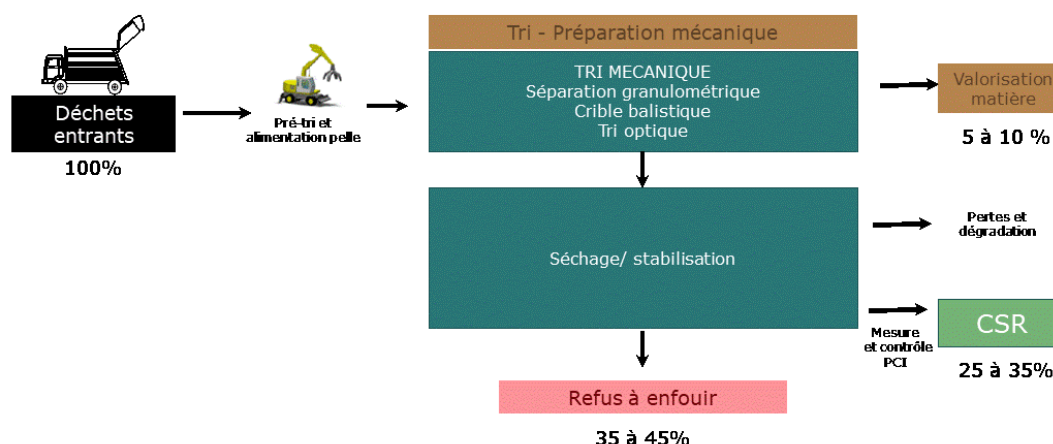 Déchets
entrants
100%
Pré-tri et
alimentation pelle
Tri - Préparation mécanique
TRI MECANIQUE
Séparation granulométrique
Crible balistique
Tri optique
Valorisation
matière
5 à 10 %
Séchage/ stabilisation
Pertes et
dégradation
Mesure
et contrôle
PCI
CSR
25 à 35%
Refus à enfouir
35 à 45%